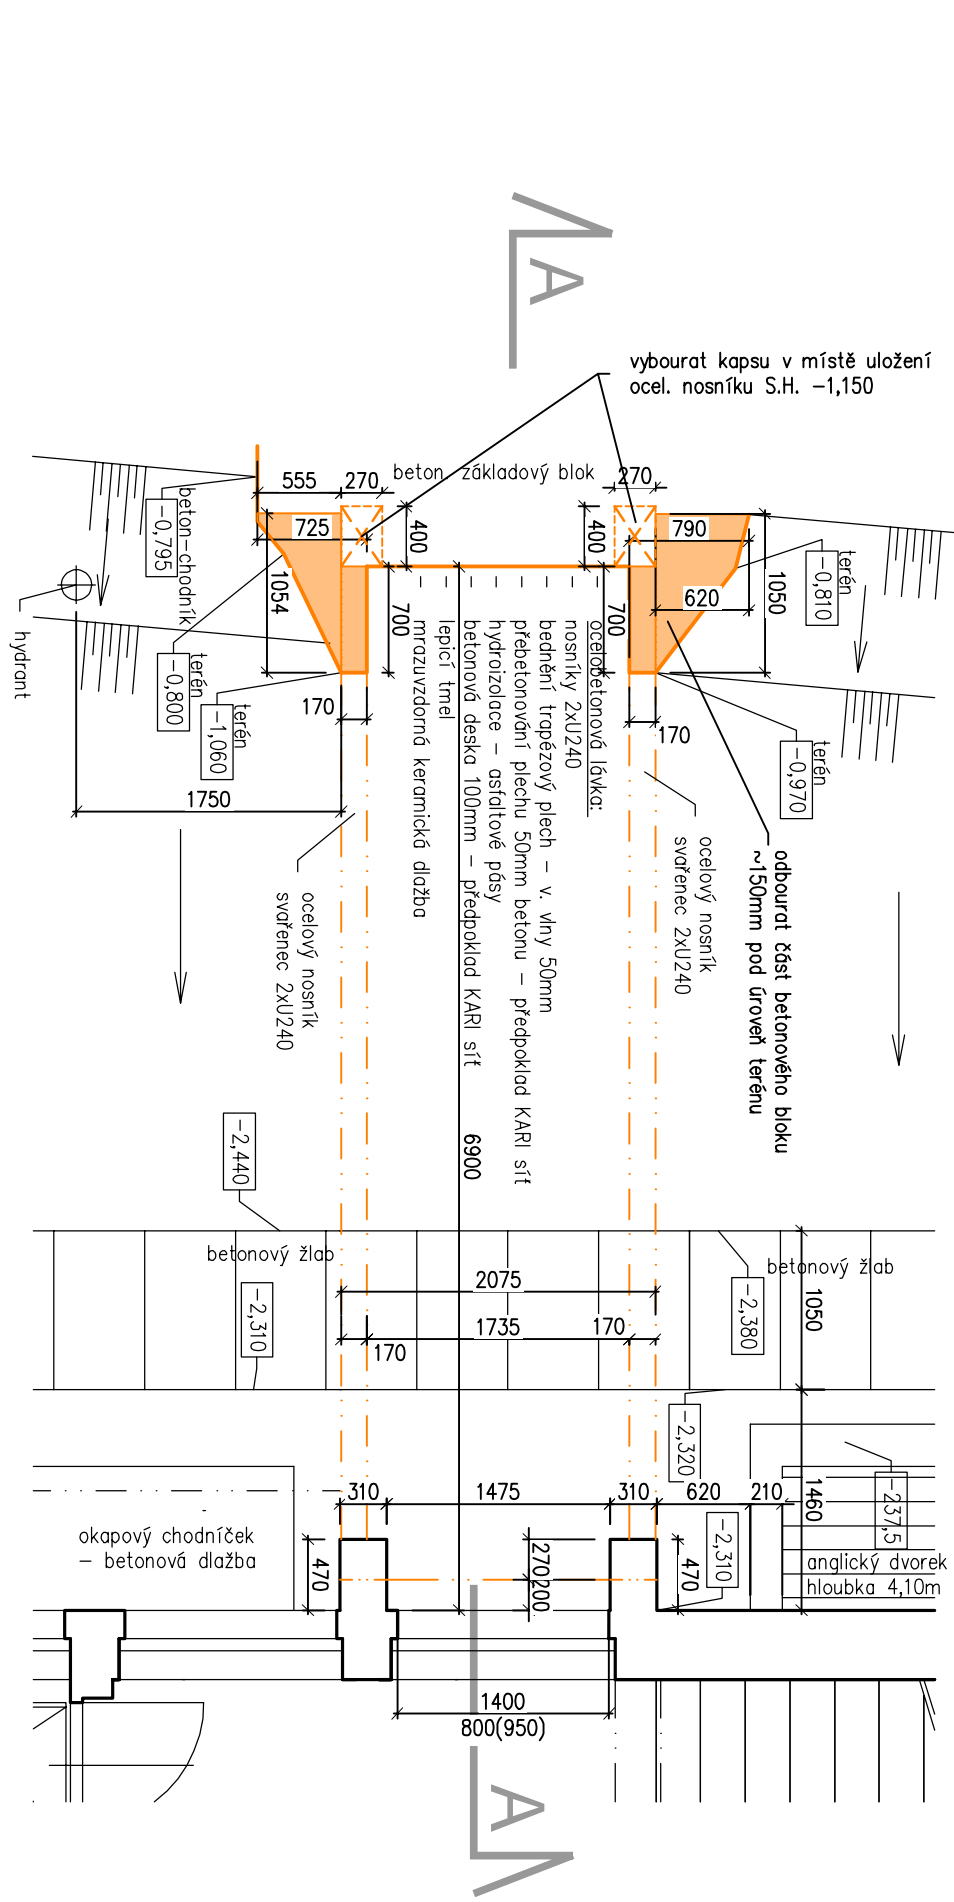 A
vybourat kapsu v místě uložení
ocel. nosníku S.H. −1,150
beton. základový blok
555
270
270
725
790
400
400
620
1054
1050
700
700
170
170
1750
beton−chodník
−0,795
terén
−0,800
terén
−1,060
terén
−0,810
terén
−0,970
hydrant
ocelobetonová lávka:
nosníky 2xU240
bednění trapézový plech − v. vlny 50mm
přebetonování plechu 50mm betonu − předpoklad KARI síť
hydroizolace − asfaltové pásy
betonová deska 100mm − předpoklad KARI síť
lepicí tmel
mrazuvzdorná keramická dlažba
odbourat část betonového bloku
~150mm pod úroveň terénu
ocelový nosník
svařenec 2xU240
ocelový nosník
svařenec 2xU240
6900
−2,440
betonový žlab
betonový žlab
−2,310
−2,380
2075
1735
170
170
1050
−2,320
310
1475
310
620
210
1460
−237,5
okapový chodníček
− betonová dlažba
470
270
200
470
−2,310
anglický dvorek
hloubka 4,10m
1400
800(950)
A